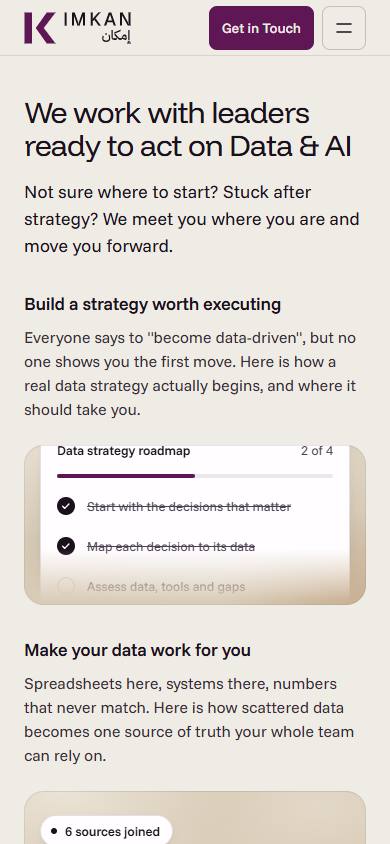 IMKAN
إمكان
Get in Touch
We work with leaders
ready to act on Data & AI
Not sure where to start? Stuck after
strategy? We meet you where you are and
move you forward.
Build a strategy worth executing
Everyone says to "become data-driven", but no
one shows you the first move. Here is how a
real data strategy actually begins, and where it
should take you.
Data strategy roadmap 2 of 4
Start with the decisions that matter
Map each decision to its data
Assess data, tools and gaps
Make your data work for you
Spreadsheets here, systems there, numbers
that never match. Here is how scattered data
becomes one source of truth your whole team
can rely on.
6 sources joined